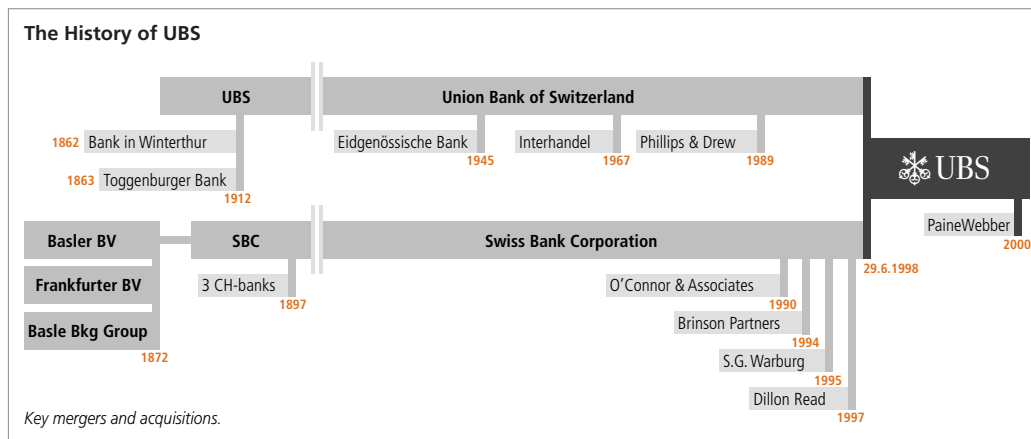 The History of UBS
UBS
Union Bank of Switzerland
1862 Bank in Winterthur
Eidgenössische Bank
Interhandel
Phillips & Drew
1945
1967
1989
1863 Toggenburger Bank
1912
UBS
PaineWebber
2000
Basler BV
SBC
Swiss Bank Corporation
29.6.1998
Frankfurter BV
3 CH-banks
1897
O’Connor & Associates
1990
Basle Bkg Group
1872
Brinson Partners
1994
S.G. Warburg
1995
Dillon Read
1997
Key mergers and acquisitions.